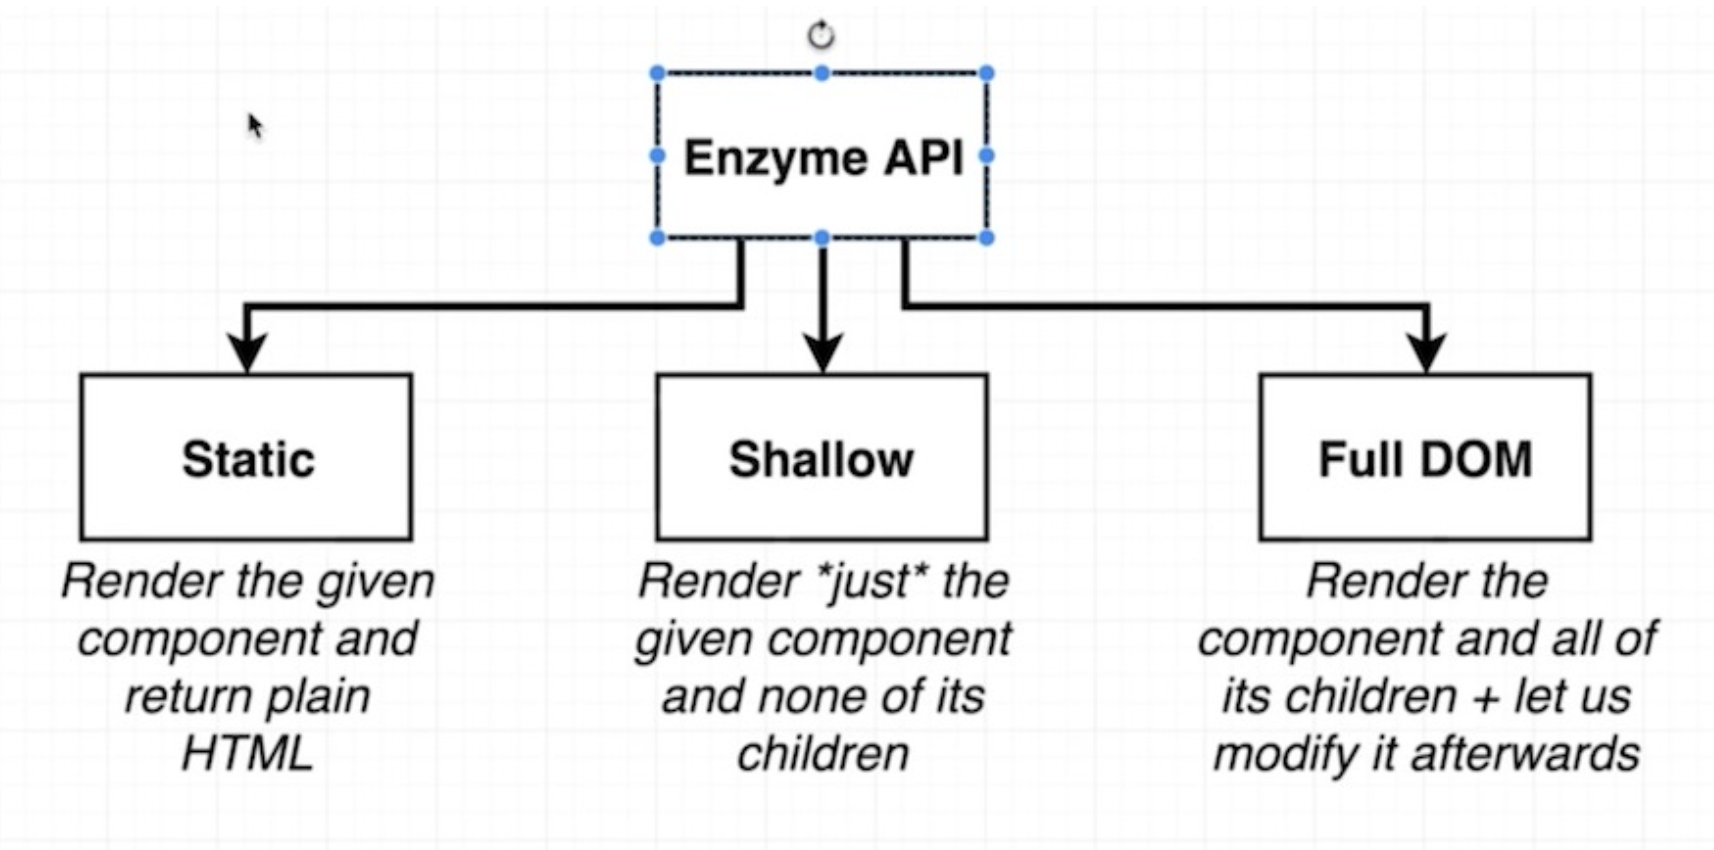 Enzyme API
Static
Shallow
Full DOM
Render the given
component and
return plain
HTML
Render *just* the
given component
and none of its
children
Render the
component and all of
its children + let us
modify it afterwards